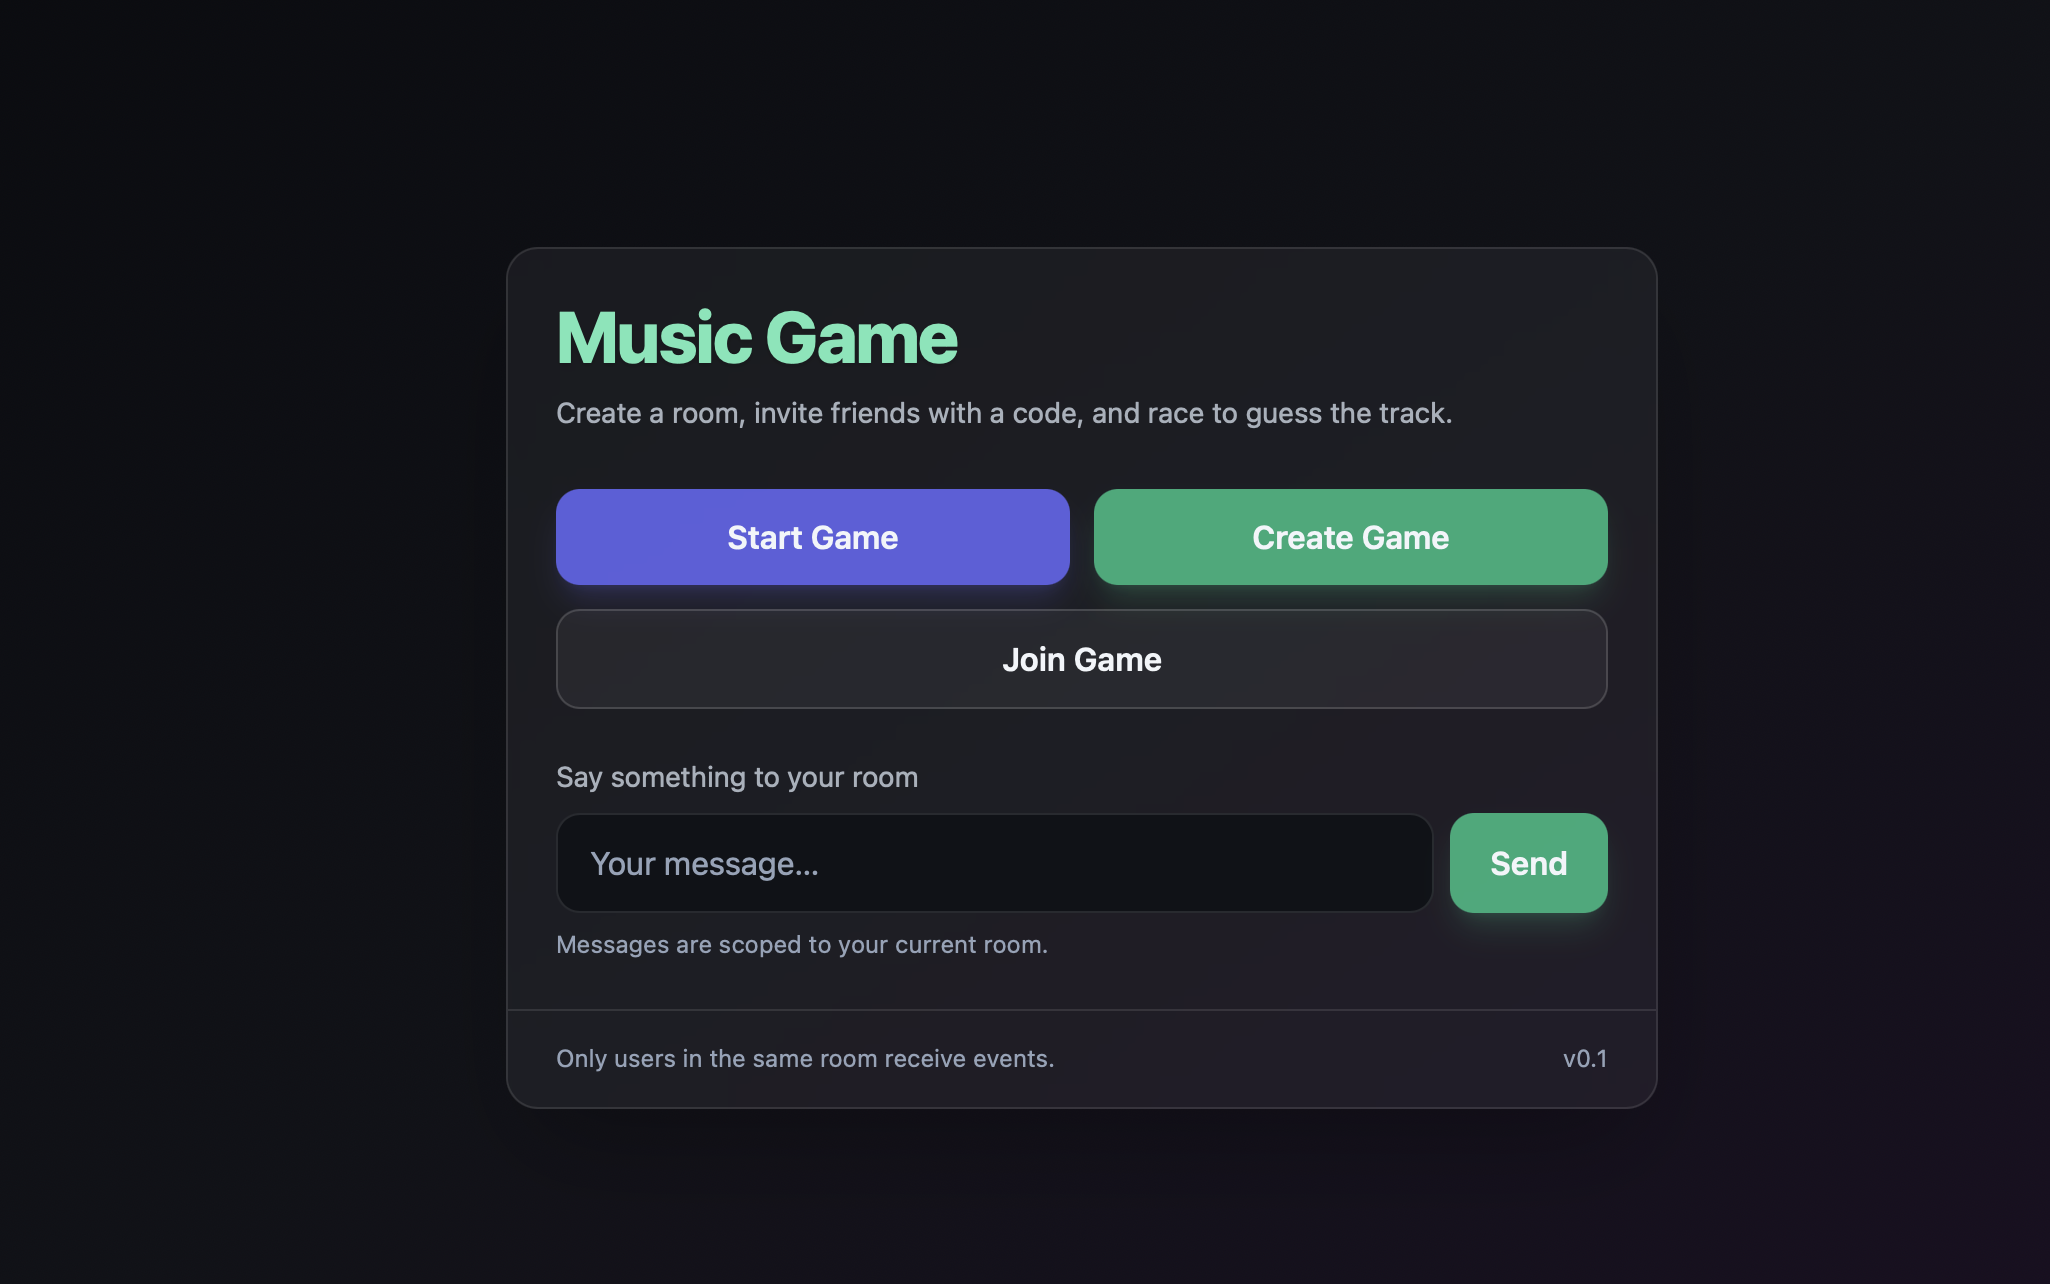 Music Game
Create a room, invite friends with a code, and race to guess the track.
Start Game
Create Game
Join Game
Say something to your room
Your message...
Send
Messages are scoped to your current room.
Only users in the same room receive events.
v0.1